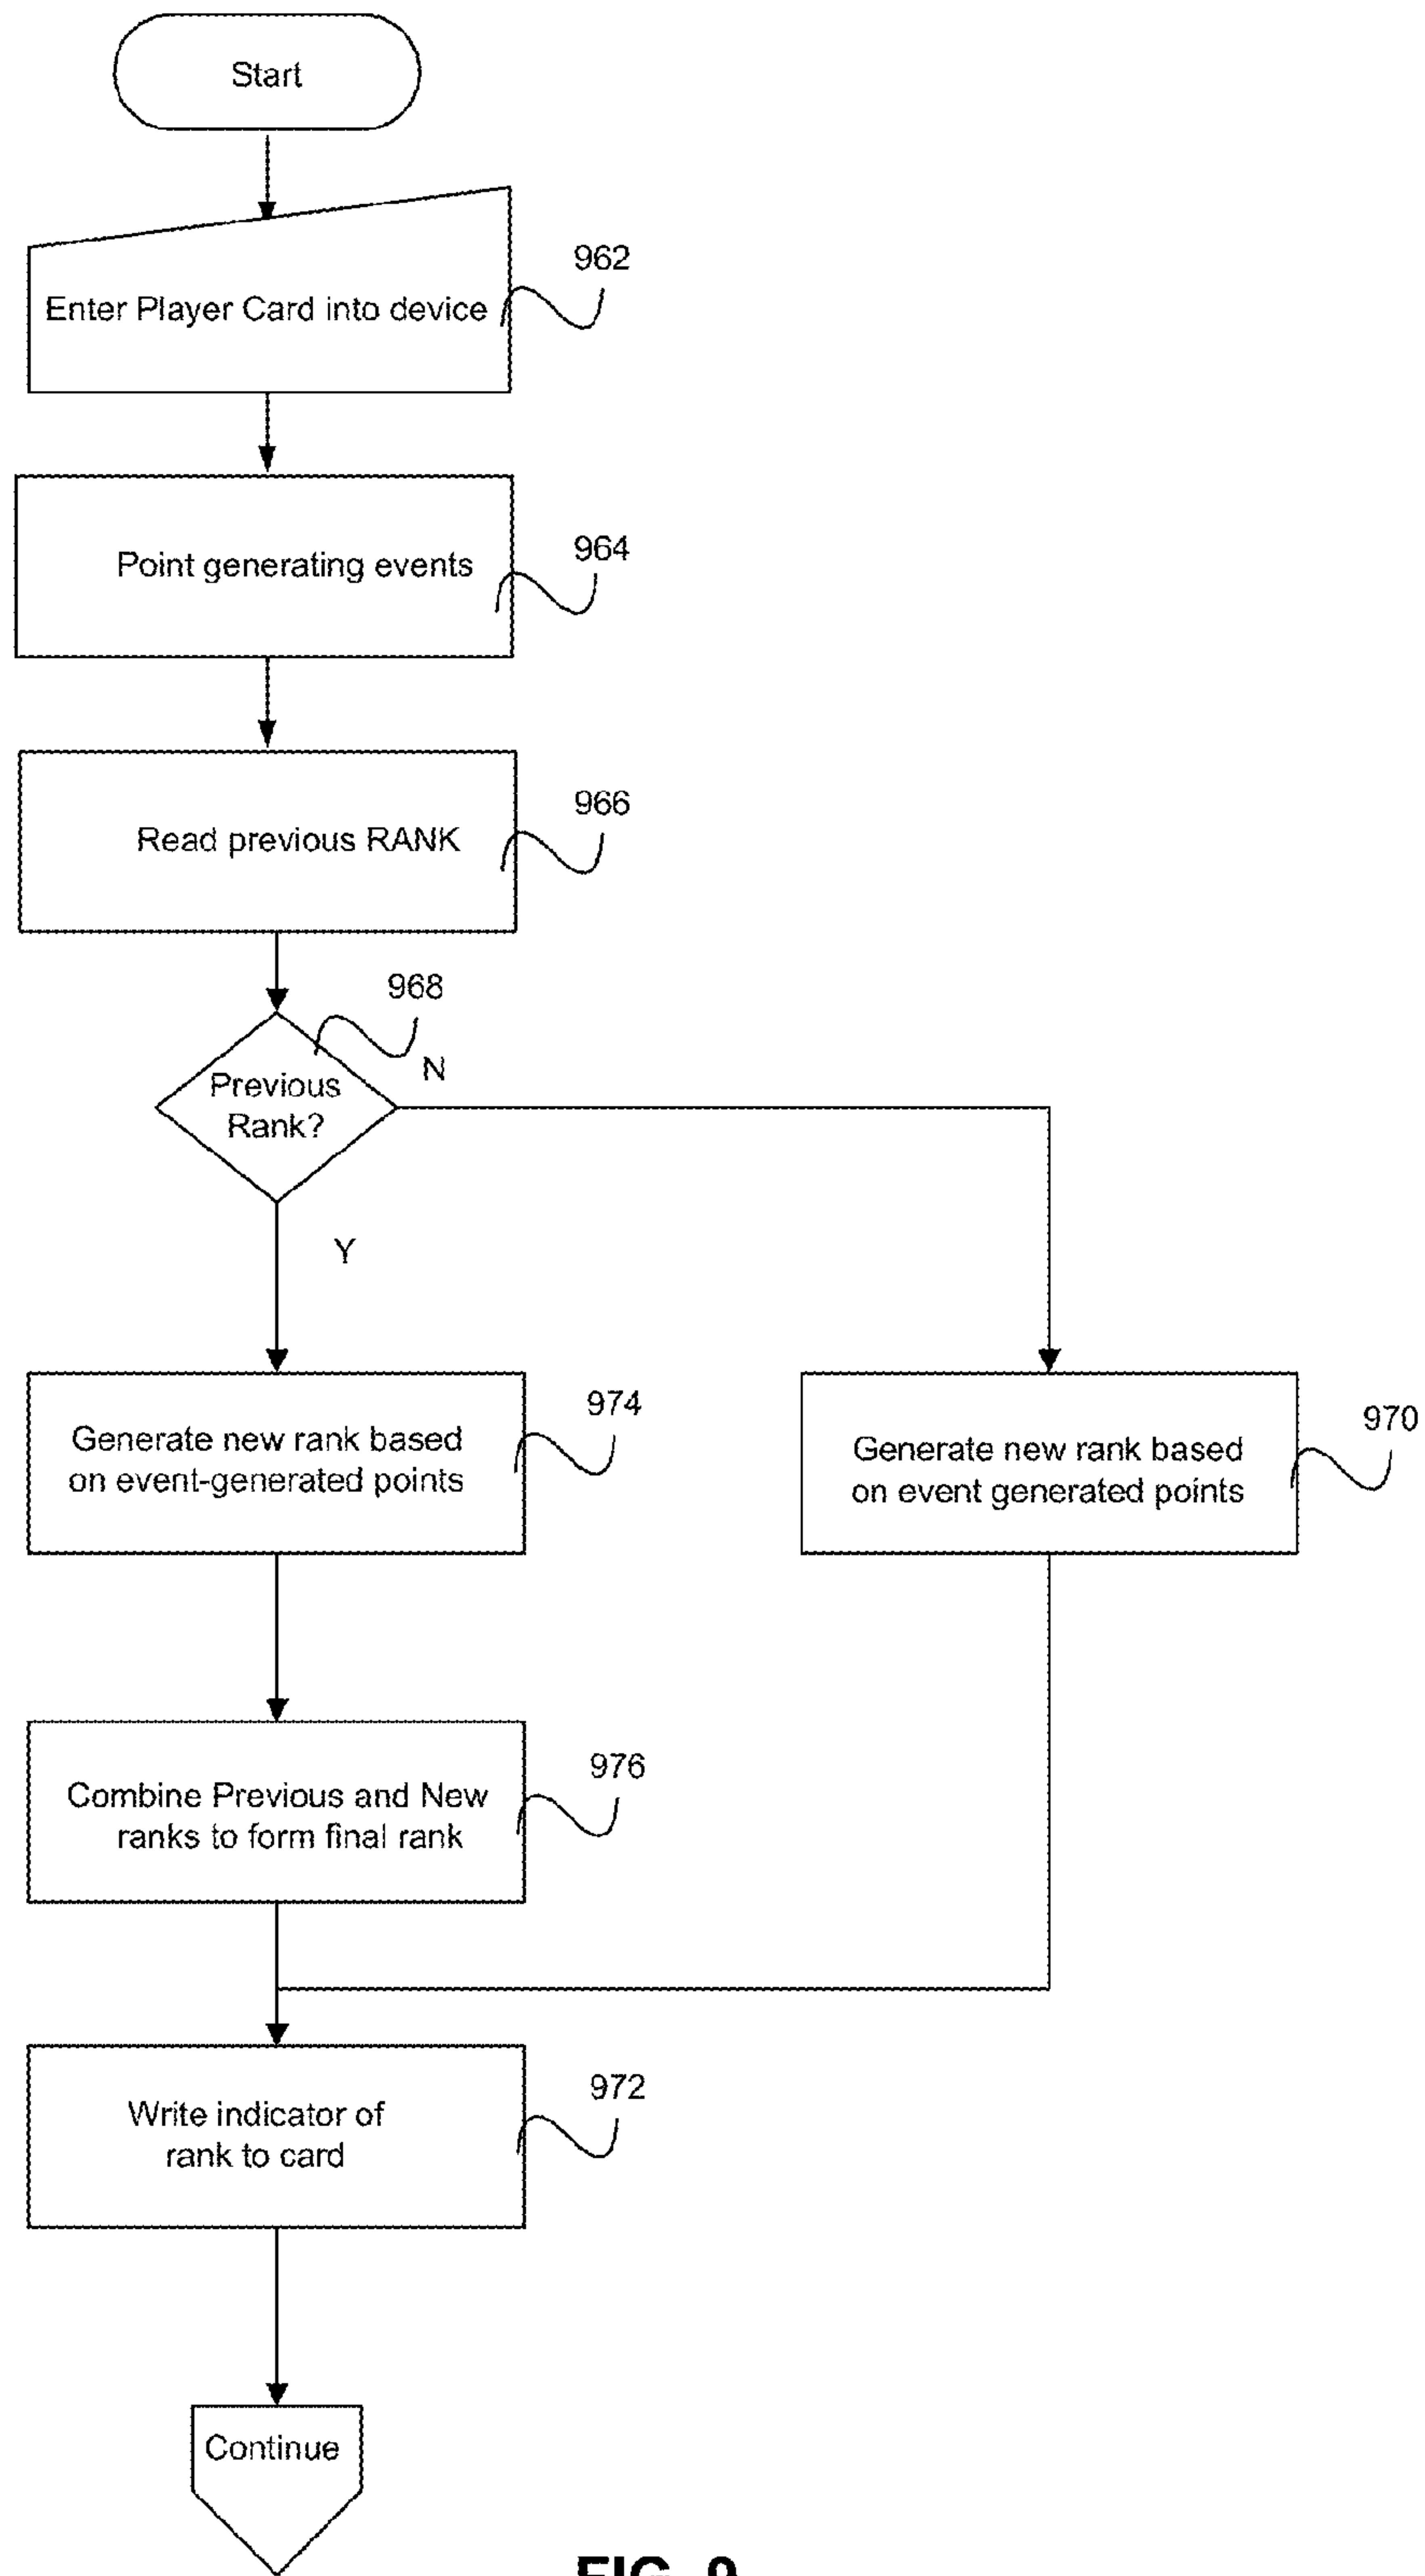 Start
962
Enter Player Card into device
964
Point generating events
966
Read previous RANK
968
N
Previous
Rank?
Y
974
Generate new rank based
on event-generated points
970
Generate new rank based
on event generated points
976
Combine Previous and New
ranks to form final rank
972
Write indicator of
rank to card
Continue
FIG. 9